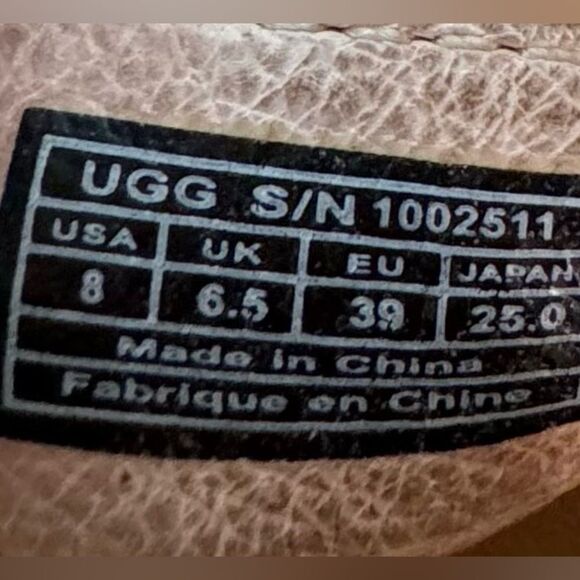 UGG S/N 1002511
USA UK EU JAPAN
8 6.5 39 25.0
Made in China
Fabrique en Chine